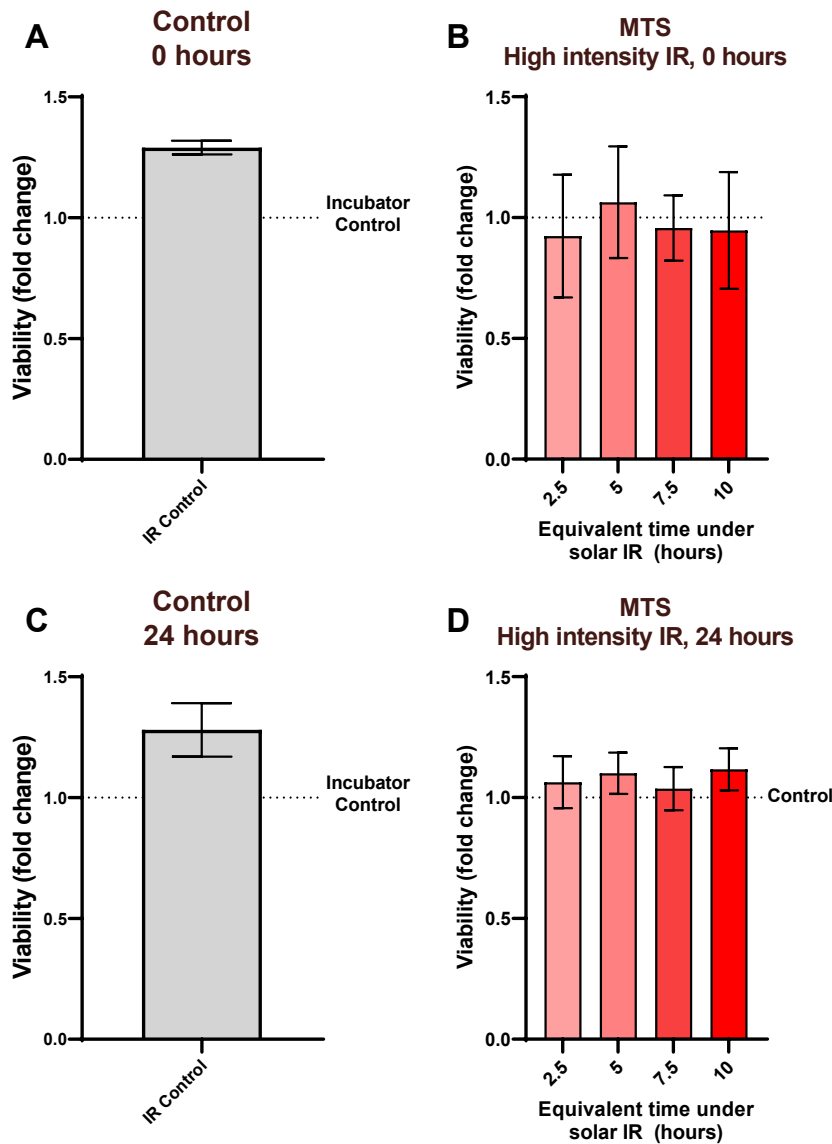 A
Control
0 hours
Viability (fold change)
1.5
1.0
0.5
0.0
Incubator
Control
IR Control
B
MTS
High intensity IR, 0 hours
Viability (fold change)
1.5
1.0
0.5
0.0
2.5
5
7.5
10
Equivalent time under
solar IR (hours)
C
Control
24 hours
Viability (fold change)
1.5
1.0
0.5
0.0
Incubator
Control
IR Control
D
MTS
High intensity IR, 24 hours
Viability (fold change)
1.5
1.0
0.5
0.0
Control
2.5
5
7.5
10
Equivalent time under
solar IR (hours)